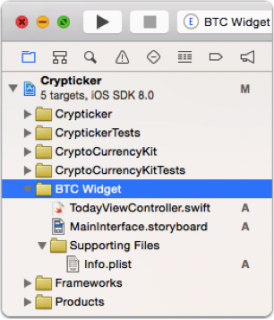 BTC Widget
Crypticker
5 targets, iOS SDK 8.0
M
Crypticker
CryptickerTests
CryptoCurrencyKit
CryptoCurrencyKitTests
BTC Widget
TodayViewController.swift A
MainInterface.storyboard A
Supporting Files
Info.plist A
Frameworks
Products